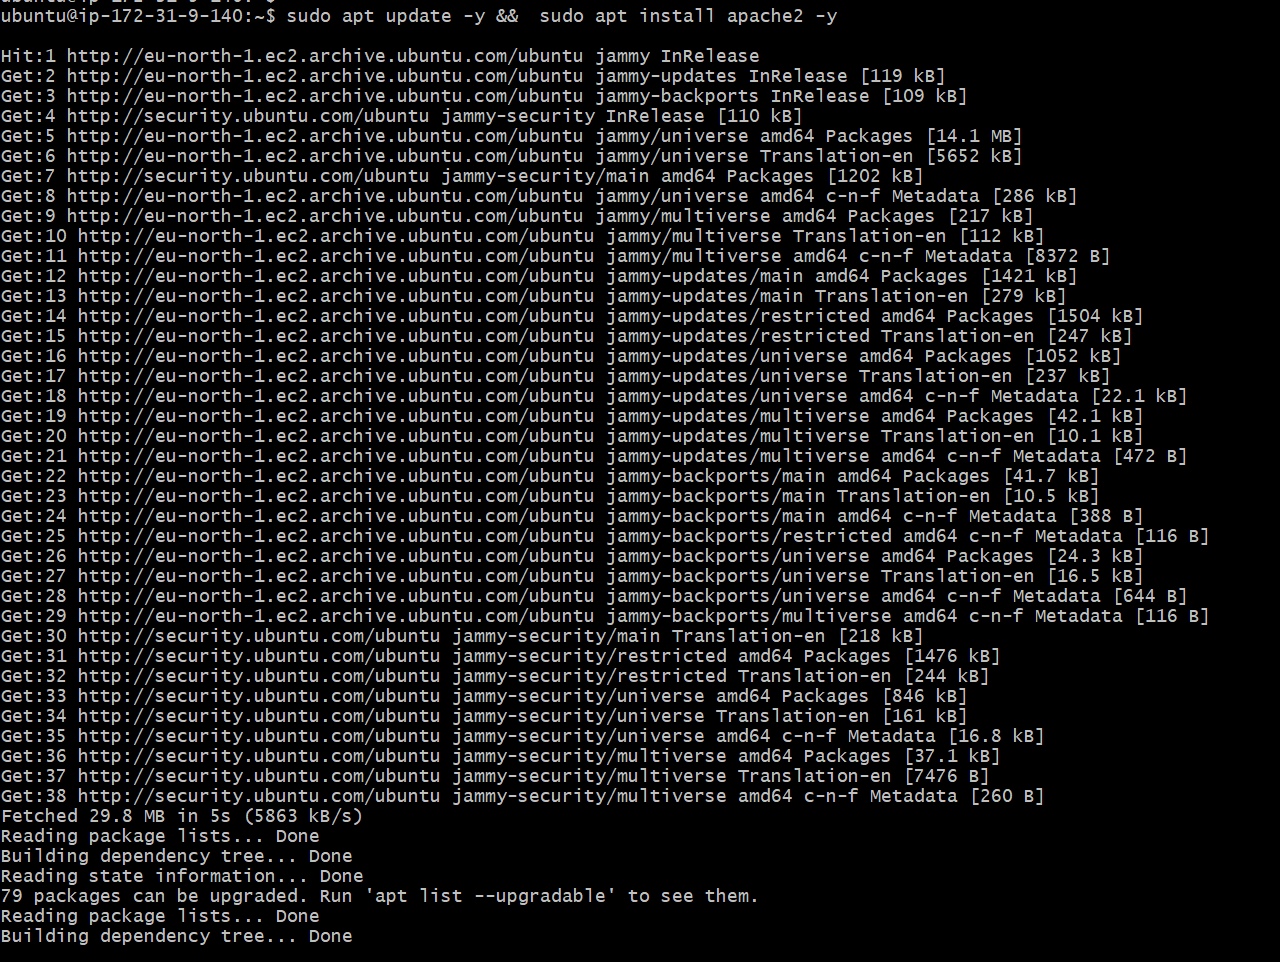 ubuntu@ip-172-31-9-140:~$
ubuntu@ip-172-31-9-140:~$ sudo apt update -y &&  sudo apt install apache2 -y
Hit:1 http://eu-north-1.ec2.archive.ubuntu.com/ubuntu jammy InRelease
Get:2 http://eu-north-1.ec2.archive.ubuntu.com/ubuntu jammy-updates InRelease [119 kB]
Get:3 http://eu-north-1.ec2.archive.ubuntu.com/ubuntu jammy-backports InRelease [109 kB]
Get:4 http://security.ubuntu.com/ubuntu jammy-security InRelease [110 kB]
Get:5 http://eu-north-1.ec2.archive.ubuntu.com/ubuntu jammy/universe amd64 Packages [14.1 MB]
Get:6 http://eu-north-1.ec2.archive.ubuntu.com/ubuntu jammy/universe Translation-en [5652 kB]
Get:7 http://security.ubuntu.com/ubuntu jammy-security/main amd64 Packages [1202 kB]
Get:8 http://eu-north-1.ec2.archive.ubuntu.com/ubuntu jammy/universe amd64 c-n-f Metadata [286 kB]
Get:9 http://eu-north-1.ec2.archive.ubuntu.com/ubuntu jammy/multiverse amd64 Packages [217 kB]
Get:10 http://eu-north-1.ec2.archive.ubuntu.com/ubuntu jammy/multiverse Translation-en [112 kB]
Get:11 http://eu-north-1.ec2.archive.ubuntu.com/ubuntu jammy/multiverse amd64 c-n-f Metadata [8372 B]
Get:12 http://eu-north-1.ec2.archive.ubuntu.com/ubuntu jammy-updates/main amd64 Packages [1421 kB]
Get:13 http://eu-north-1.ec2.archive.ubuntu.com/ubuntu jammy-updates/main Translation-en [279 kB]
Get:14 http://eu-north-1.ec2.archive.ubuntu.com/ubuntu jammy-updates/restricted amd64 Packages [1504 kB]
Get:15 http://eu-north-1.ec2.archive.ubuntu.com/ubuntu jammy-updates/restricted Translation-en [247 kB]
Get:16 http://eu-north-1.ec2.archive.ubuntu.com/ubuntu jammy-updates/universe amd64 Packages [1052 kB]
Get:17 http://eu-north-1.ec2.archive.ubuntu.com/ubuntu jammy-updates/universe Translation-en [237 kB]
Get:18 http://eu-north-1.ec2.archive.ubuntu.com/ubuntu jammy-updates/universe amd64 c-n-f Metadata [22.1 kB]
Get:19 http://eu-north-1.ec2.archive.ubuntu.com/ubuntu jammy-updates/multiverse amd64 Packages [42.1 kB]
Get:20 http://eu-north-1.ec2.archive.ubuntu.com/ubuntu jammy-updates/multiverse Translation-en [10.1 kB]
Get:21 http://eu-north-1.ec2.archive.ubuntu.com/ubuntu jammy-updates/multiverse amd64 c-n-f Metadata [472 B]
Get:22 http://eu-north-1.ec2.archive.ubuntu.com/ubuntu jammy-backports/main amd64 Packages [41.7 kB]
Get:23 http://eu-north-1.ec2.archive.ubuntu.com/ubuntu jammy-backports/main Translation-en [10.5 kB]
Get:24 http://eu-north-1.ec2.archive.ubuntu.com/ubuntu jammy-backports/main amd64 c-n-f Metadata [388 B]
Get:25 http://eu-north-1.ec2.archive.ubuntu.com/ubuntu jammy-backports/restricted amd64 c-n-f Metadata [116 B]
Get:26 http://eu-north-1.ec2.archive.ubuntu.com/ubuntu jammy-backports/universe amd64 Packages [24.3 kB]
Get:27 http://eu-north-1.ec2.archive.ubuntu.com/ubuntu jammy-backports/universe Translation-en [16.5 kB]
Get:28 http://eu-north-1.ec2.archive.ubuntu.com/ubuntu jammy-backports/universe amd64 c-n-f Metadata [644 B]
Get:29 http://eu-north-1.ec2.archive.ubuntu.com/ubuntu jammy-backports/multiverse amd64 c-n-f Metadata [116 B]
Get:30 http://security.ubuntu.com/ubuntu jammy-security/main Translation-en [218 kB]
Get:31 http://security.ubuntu.com/ubuntu jammy-security/restricted amd64 Packages [1476 kB]
Get:32 http://security.ubuntu.com/ubuntu jammy-security/restricted Translation-en [244 kB]
Get:33 http://security.ubuntu.com/ubuntu jammy-security/universe amd64 Packages [846 kB]
Get:34 http://security.ubuntu.com/ubuntu jammy-security/universe Translation-en [161 kB]
Get:35 http://security.ubuntu.com/ubuntu jammy-security/universe amd64 c-n-f Metadata [16.8 kB]
Get:36 http://security.ubuntu.com/ubuntu jammy-security/multiverse amd64 Packages [37.1 kB]
Get:37 http://security.ubuntu.com/ubuntu jammy-security/multiverse Translation-en [7476 B]
Get:38 http://security.ubuntu.com/ubuntu jammy-security/multiverse amd64 c-n-f Metadata [260 B]
Fetched 29.8 MB in 5s (5863 kB/s)
Reading package lists... Done
Building dependency tree... Done
Reading state information... Done
79 packages can be upgraded. Run 'apt list --upgradable' to see them.
Reading package lists... Done
Building dependency tree... Done